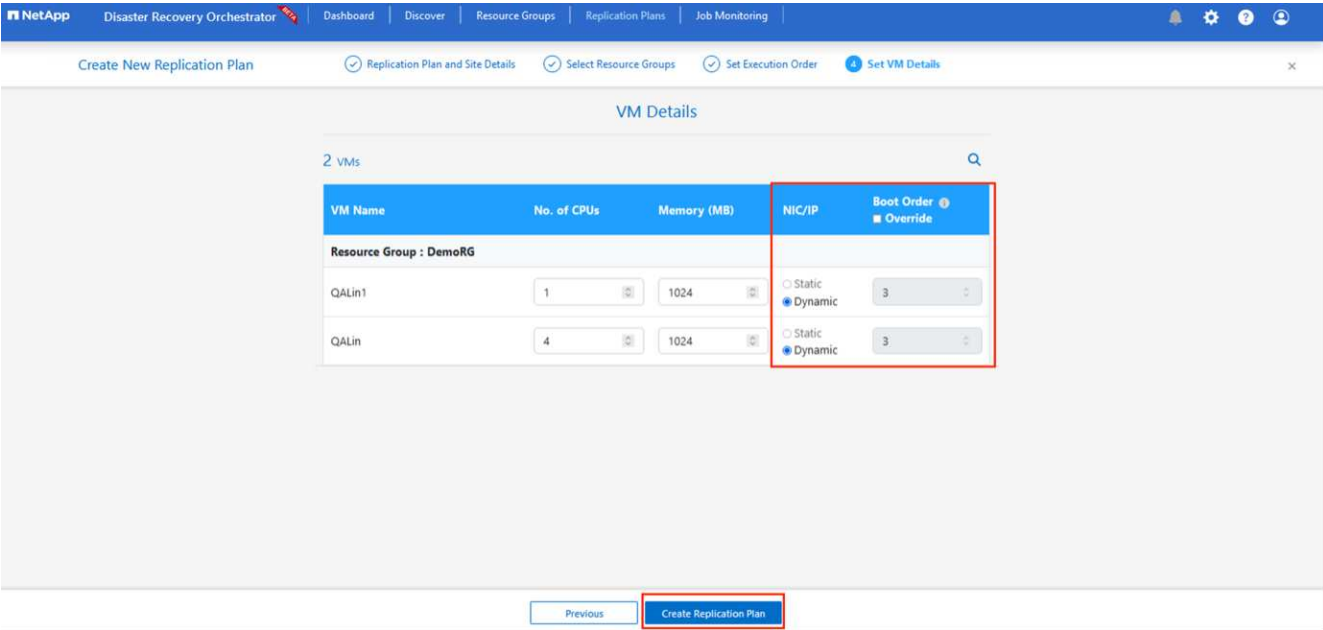 NetApp Disaster Recovery Orchestrator BETA Dashboard Discover Resource Groups Replication Plans Job Monitoring ?
Create New Replication Plan Replication Plan and Site Details Select Resource Groups Set Execution Order 4 Set VM Details
VM Details
2 VMs
VM Name No. of CPUs Memory (MB) NIC/IP Boot Order i
Override
Resource Group : DemoRG
QALin1 1 1024 Static 3
Dynamic
QALin 4 1024 Static 3
Dynamic
Previous Create Replication Plan